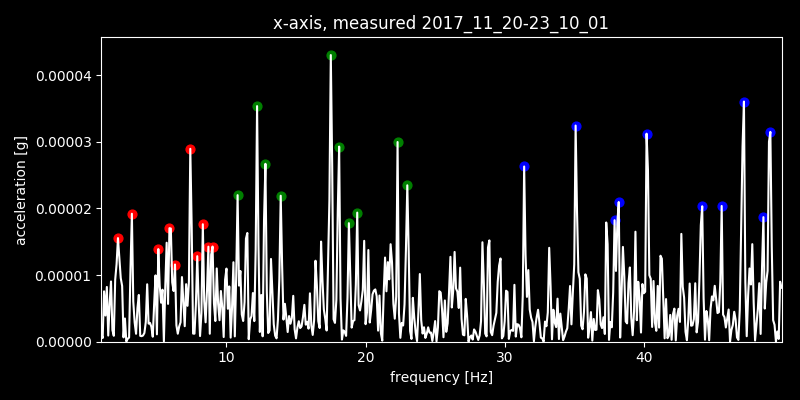 x-axis, measured 2017_11_20-23_10_01
acceleration [g]
0.00004
0.00003
0.00002
0.00001
0.00000
10 20 30 40
frequency [Hz]